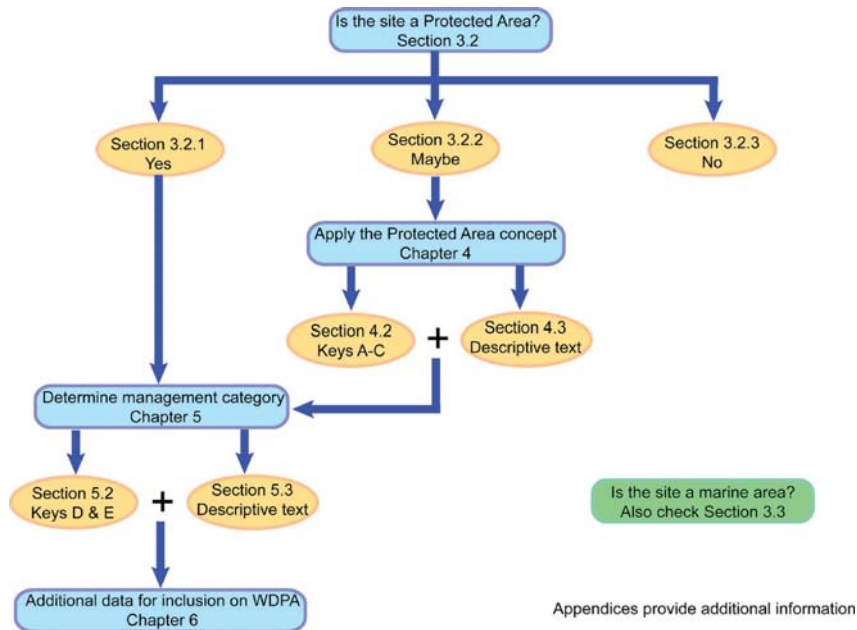 Is the site a Protected Area?
Section 3.2
Section 3.2.1
Yes
Section 3.2.2
Maybe
Section 3.2.3
No
Apply the Protected Area concept
Chapter 4
Section 4.2
Keys A-C
+
Section 4.3
Descriptive text
Determine management category
Chapter 5
Section 5.2
Keys D & E
+
Section 5.3
Descriptive text
Is the site a marine area?
Also check Section 3.3
Additional data for inclusion on WDPA
Chapter 6
Appendices provide additional information